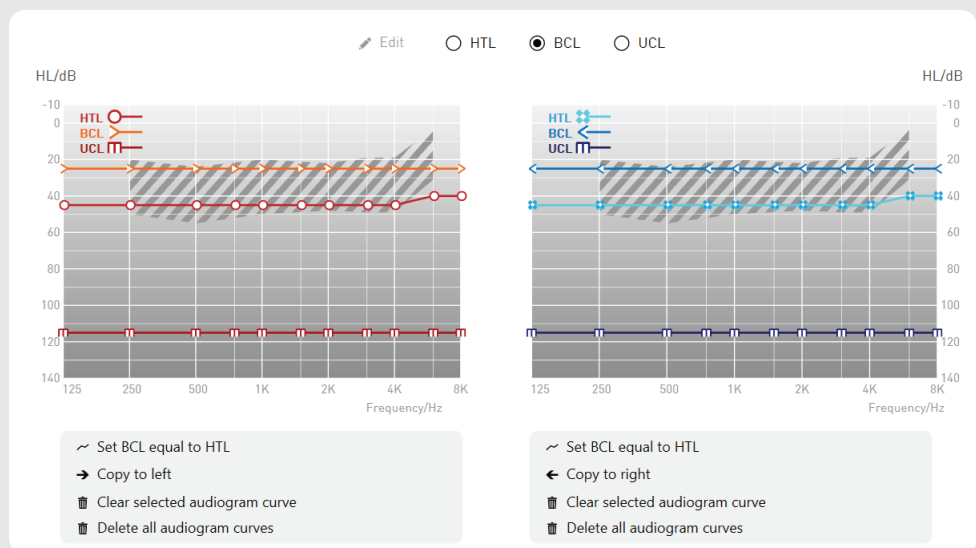 Edit HTL BCL UCL
HL/dB HL/dB
HTL HTL
BCL BCL
UCL UCL
-10 -10
0 0
20 20
40 40
60 60
80 80
100 100
120 120
140 140
125 250 500 1K 2K 4K 8K 125 250 500 1K 2K 4K 8K
Frequency/Hz Frequency/Hz
Set BCL equal to HTL
Copy to left
Clear selected audiogram curve
Delete all audiogram curves
Set BCL equal to HTL
Copy to right
Clear selected audiogram curve
Delete all audiogram curves